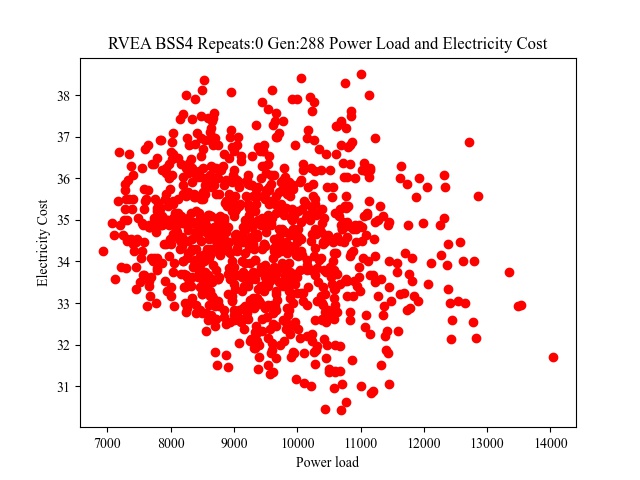 RVEA BSS4 Repeats:0 Gen:288 Power Load and Electricity Cost
38
37
36
35
34
33
32
31
Electricity Cost
7000 8000 9000 10000 11000 12000 13000 14000
Power load